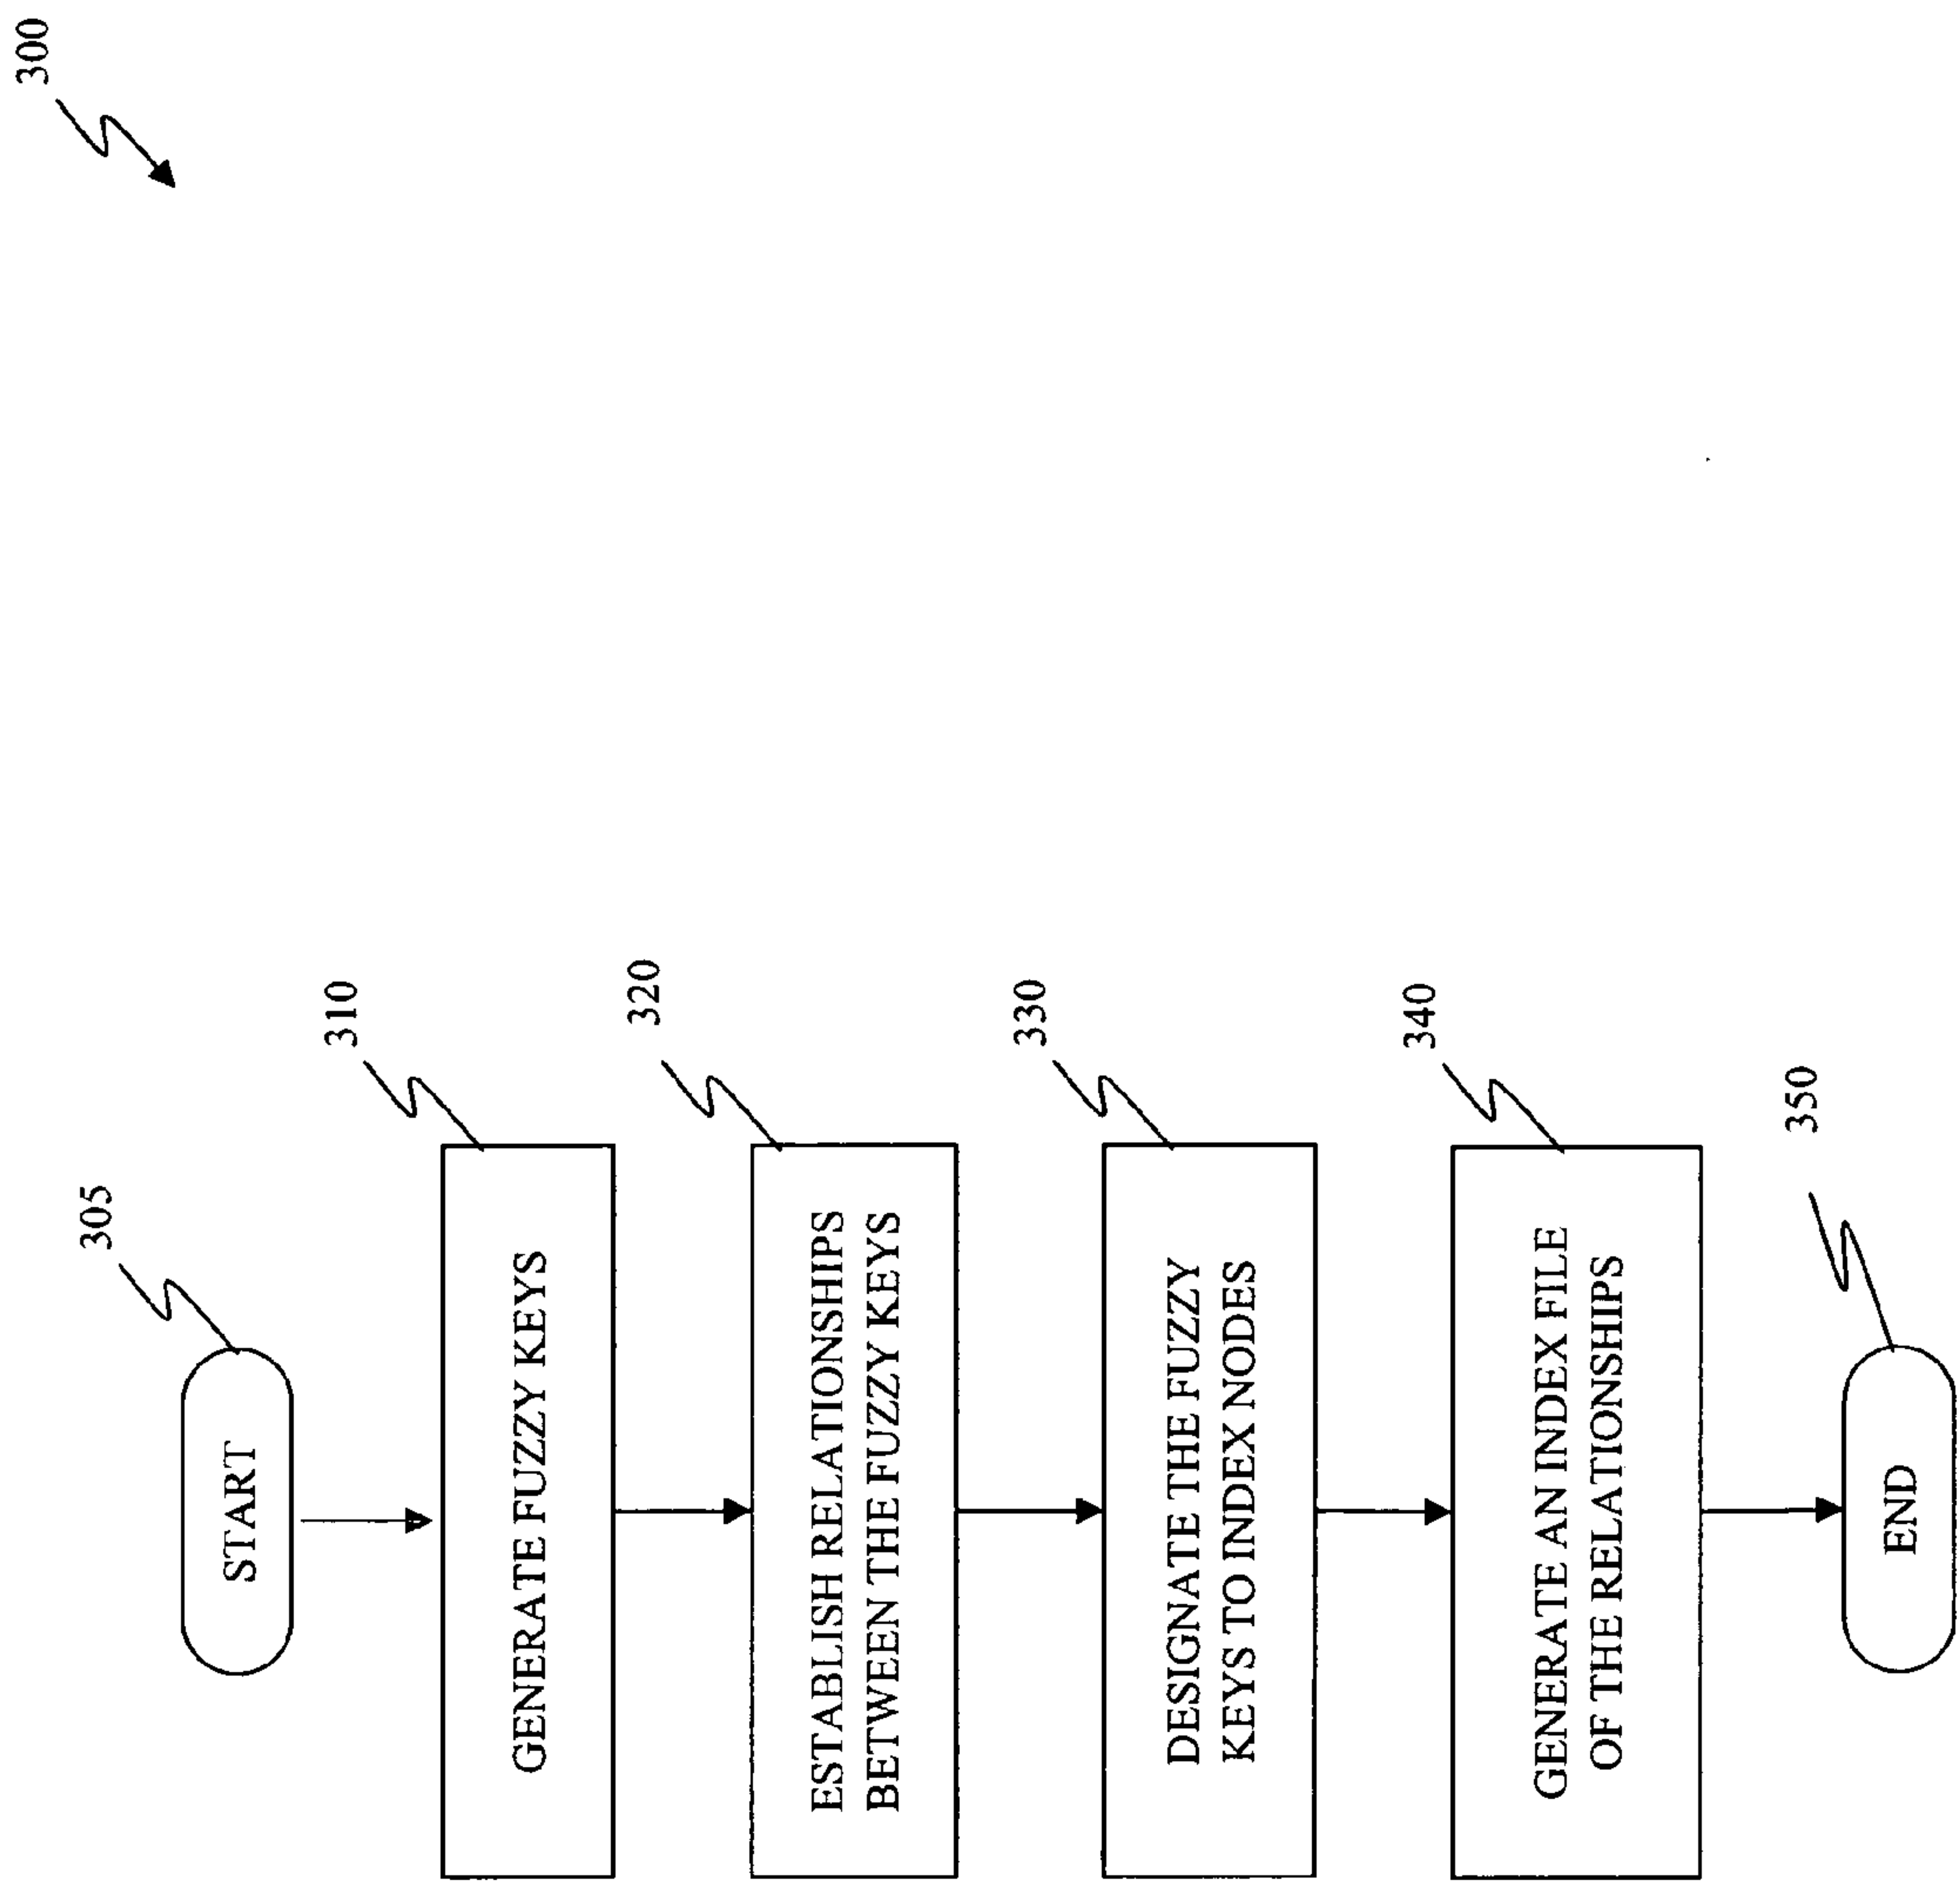 300
305
START
310
GENERATE FUZZY KEYS
320
ESTABLISH RELATIONSHIPS
BETWEEN THE FUZZY KEYS
330
DESIGNATE THE FUZZY
KEYS TO INDEX NODES
340
GENERATE AN INDEX FILE
OF THE RELATIONSHIPS
350
END